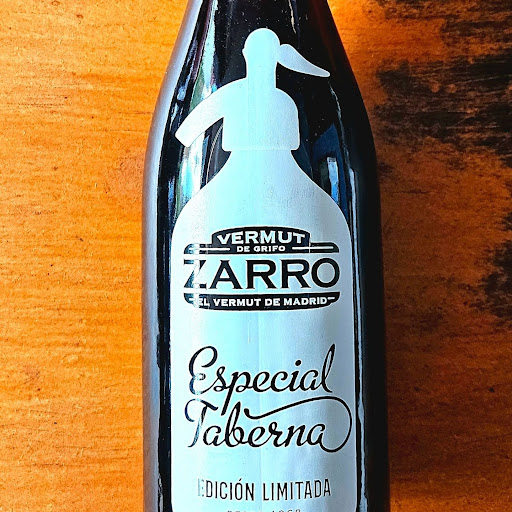 VERMUT
DE GRIFO
ZARRO
EL VERMUT DE MADRID
Especial
Taberna
EDICIÓN LIMITADA